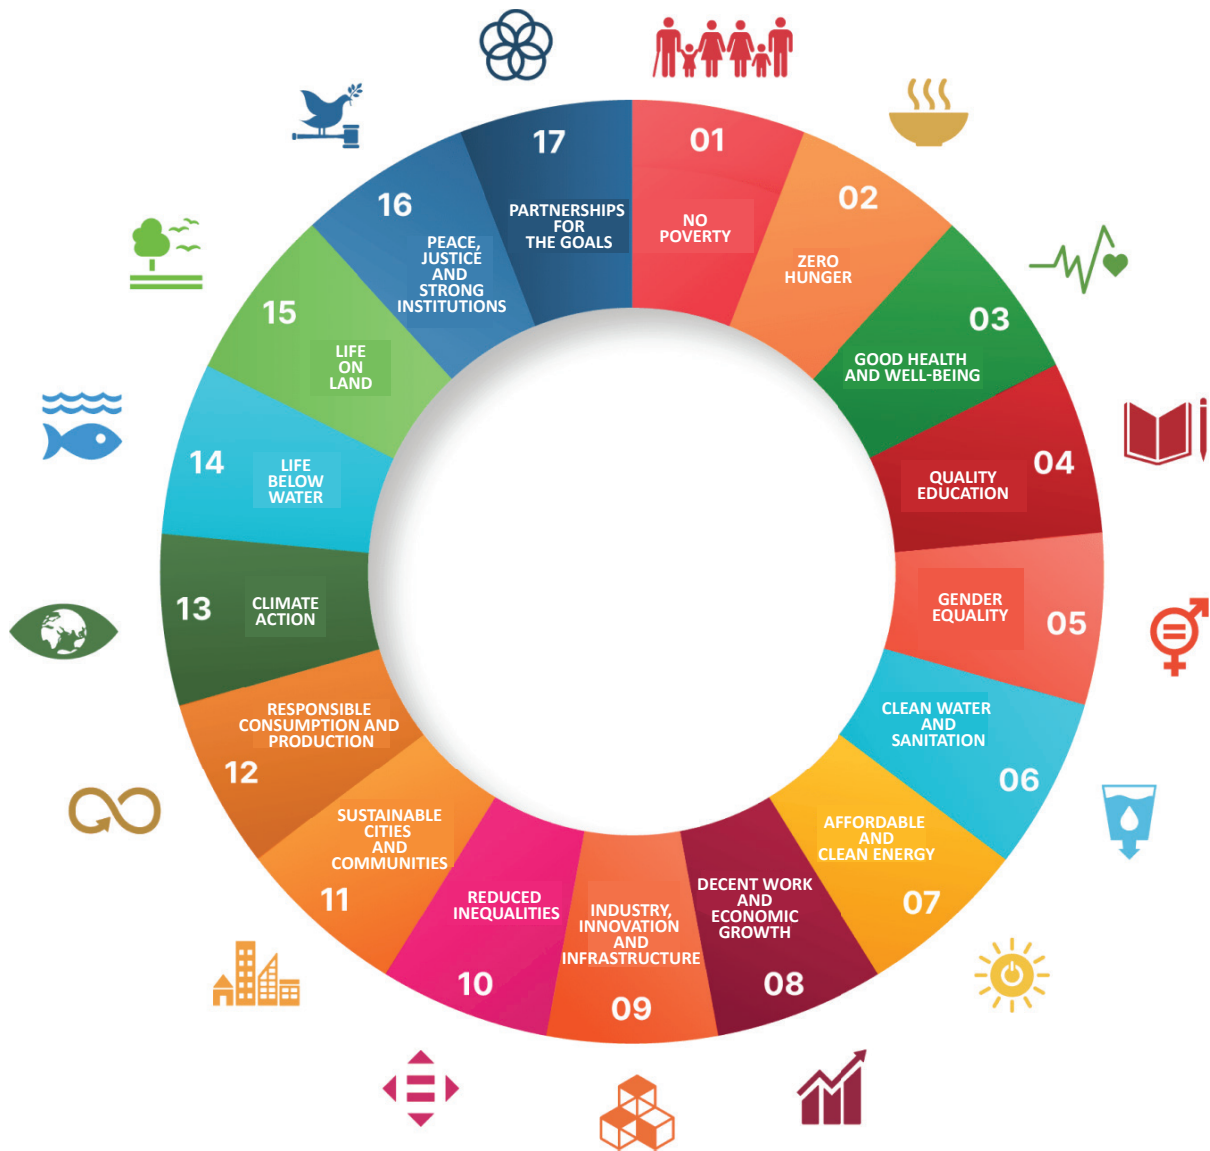 01
NO
POVERTY
02
ZERO
HUNGER
03
GOOD HEALTH
AND WELL-BEING
04
QUALITY
EDUCATION
05
GENDER
EQUALITY
06
CLEAN WATER
AND
SANITATION
07
AFFORDABLE
AND
CLEAN ENERGY
08
DECENT WORK
AND
ECONOMIC
GROWTH
09
INDUSTRY,
INNOVATION
AND
INFRASTRUCTURE
10
REDUCED
INEQUALITIES
11
SUSTAINABLE
CITIES
AND
COMMUNITIES
12
RESPONSIBLE
CONSUMPTION AND
PRODUCTION
13
CLIMATE
ACTION
14
LIFE
BELOW
WATER
15
LIFE
ON
LAND
16
PEACE,
JUSTICE
AND
STRONG
INSTITUTIONS
17
PARTNERSHIPS
FOR
THE GOALS